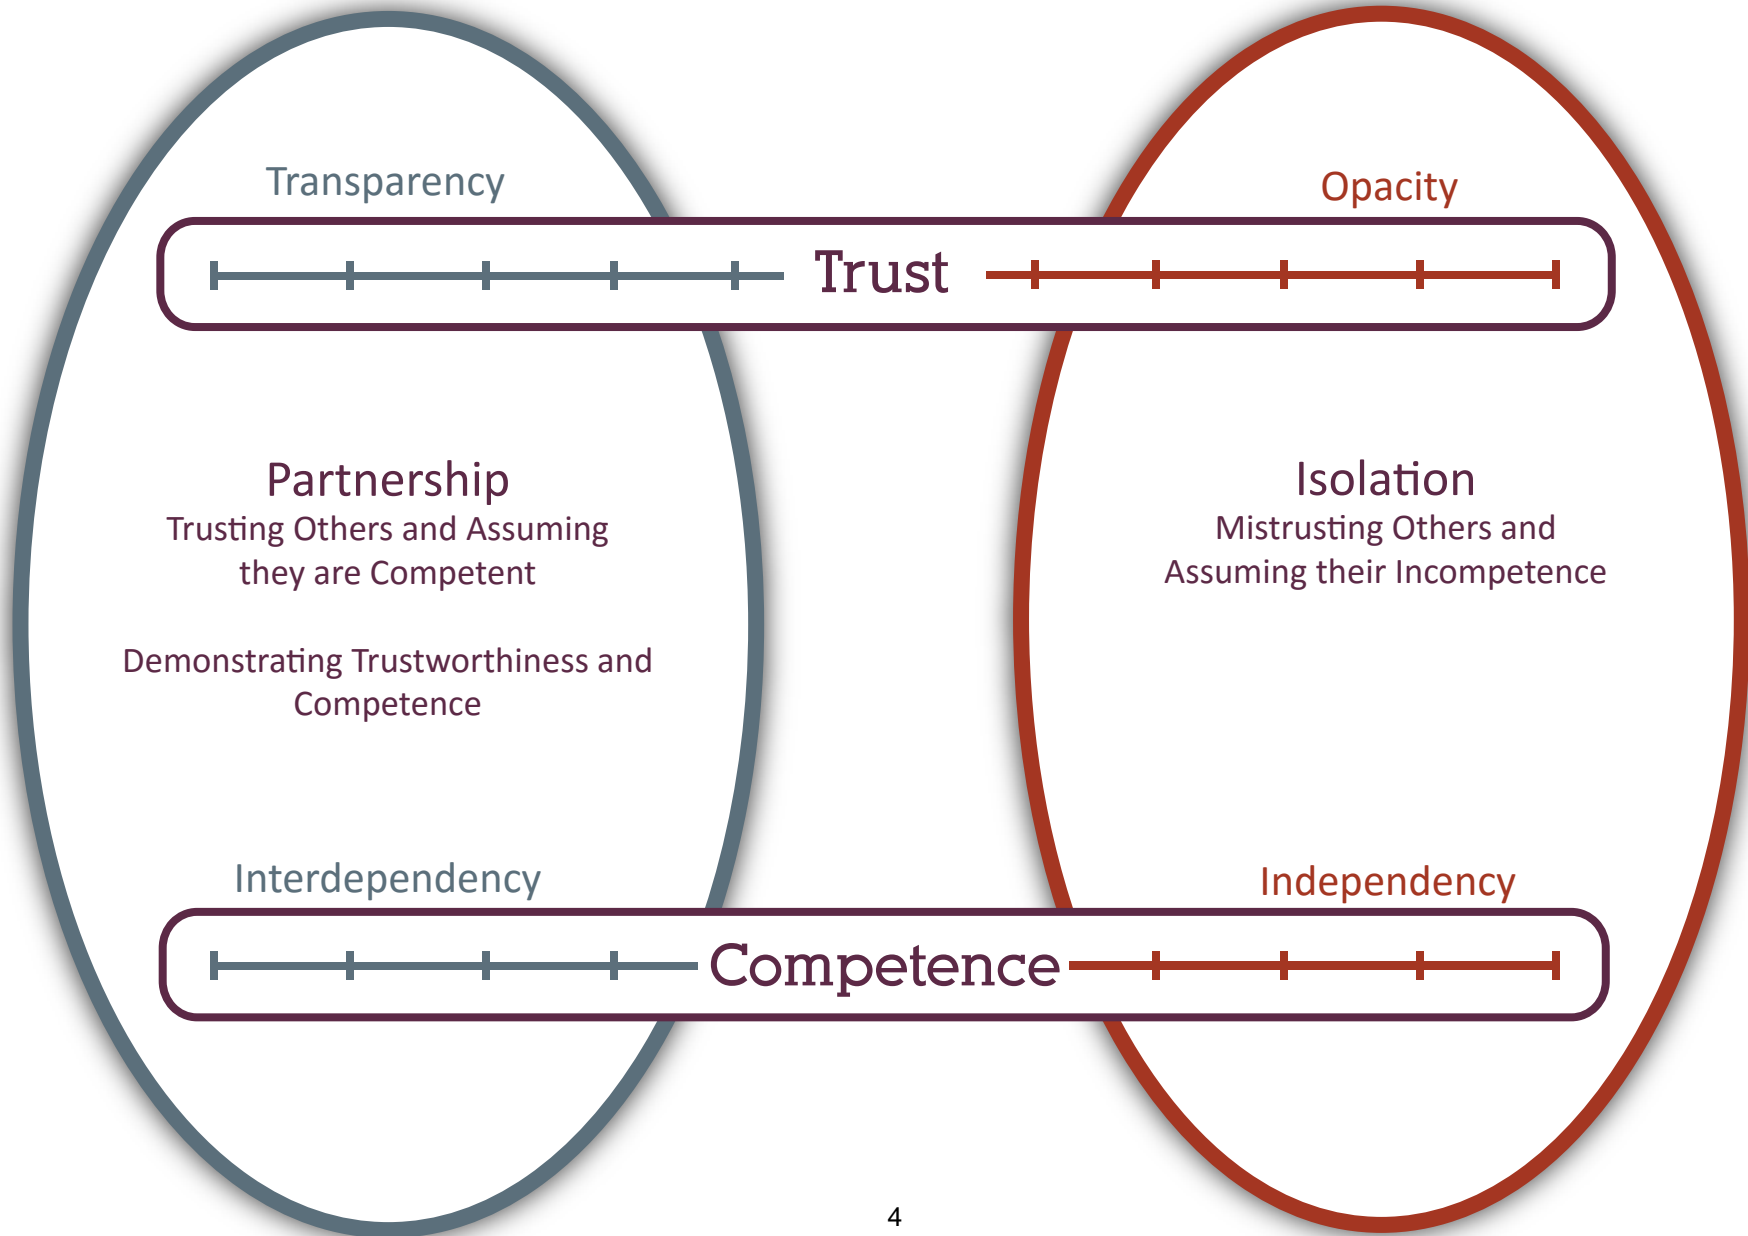 Transparency
Opacity
Trust
Partnership
Trusting Others and Assuming
they are Competent
Demonstrating Trustworthiness and
Competence
Isolation
Mistrusting Others and
Assuming their Incompetence
Interdependency
Independency
Competence
4